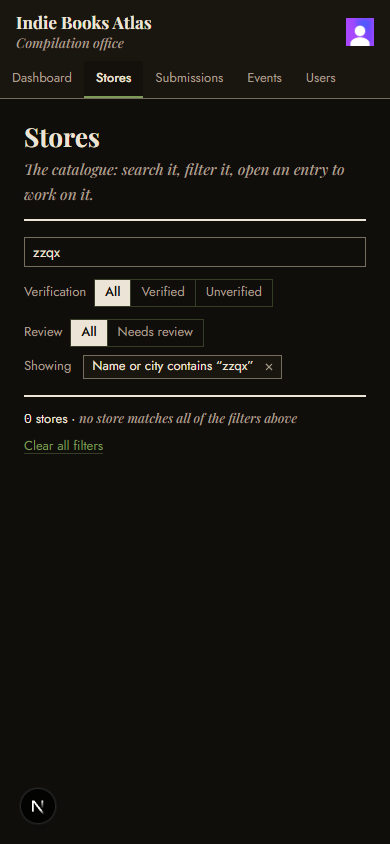 Indie Books Atlas
Compilation office
Dashboard Stores Submissions Events Users
Stores
The catalogue: search it, filter it, open an entry to
work on it.
zzqx
Verification All Verified Unverified
Review All Needs review
Showing Name or city contains “zzqx” ×
0 stores · no store matches all of the filters above
Clear all filters
N